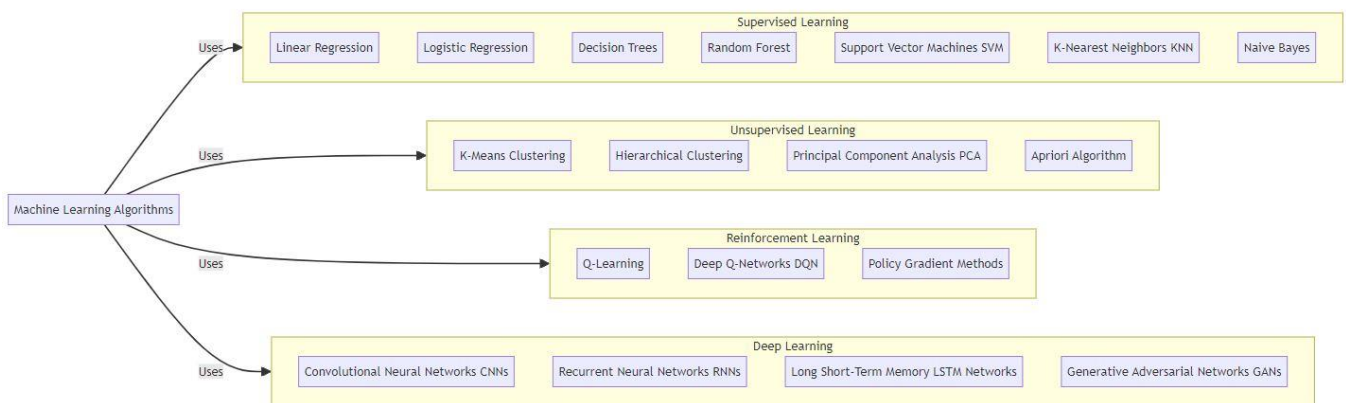 Supervised Learning
Uses
Linear Regression
Logistic Regression
Decision Trees
Random Forest
Support Vector Machines SVM
K-Nearest Neighbors KNN
Naive Bayes
Unsupervised Learning
Uses
K-Means Clustering
Hierarchical Clustering
Principal Component Analysis PCA
Apriori Algorithm
Machine Learning Algorithms
Reinforcement Learning
Uses
Q-Learning
Deep Q-Networks DQN
Policy Gradient Methods
Deep Learning
Uses
Convolutional Neural Networks CNNs
Recurrent Neural Networks RNNs
Long Short-Term Memory LSTM Networks
Generative Adversarial Networks GANs